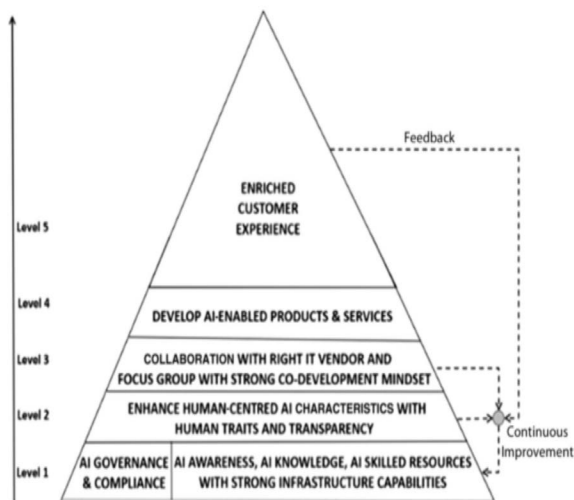 Feedback
ENRICHED
CUSTOMER
EXPERIENCE
Level 5
Level 4
DEVELOP AI-ENABLED PRODUCTS & SERVICES
Level 3
COLLABORATION WITH RIGHT IT VENDOR AND
FOCUS GROUP WITH STRONG CO-DEVELOPMENT MINDSET
Level 2
ENHANCE HUMAN-CENTRED AI CHARACTERISTICS WITH
HUMAN TRAITS AND TRANSPARENCY
Continuous
Improvement
Level 1
AI GOVERNANCE
& COMPLIANCE
AI AWARENESS, AI KNOWLEDGE, AI SKILLED RESOURCES
WITH STRONG INFRASTRUCTURE CAPABILITIES